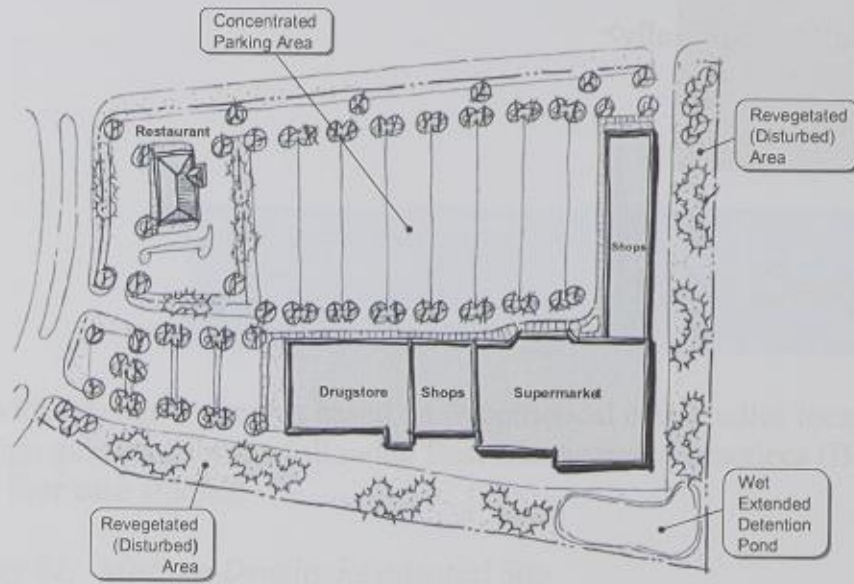 Concentrated
Parking Area
Restaurant
Revegetated
(Disturbed)
Area
Shops
Drugstore
Shops
Supermarket
Revegetated
(Disturbed)
Area
Wet
Extended
Detention
Pond